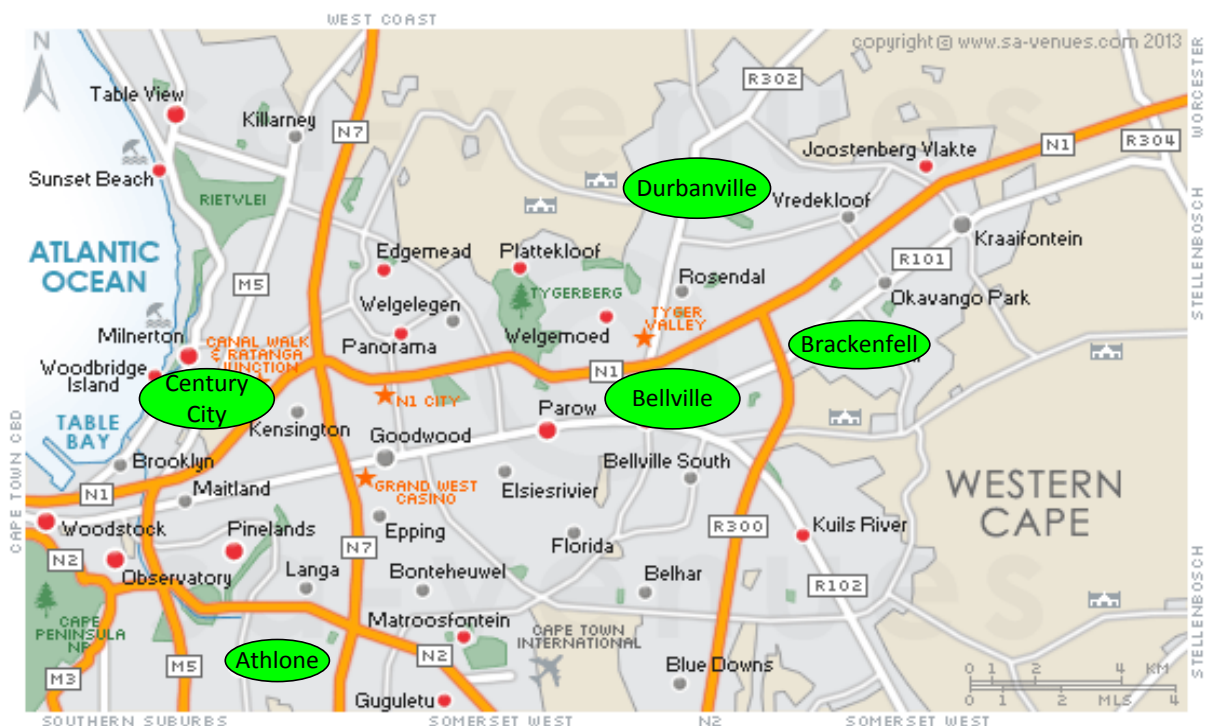 WEST COAST
N
copyright © www.sa-venues.com 2013
WORCESTER
R302
Table View
Killarney
N7
N1
R304
Joostenberg Vlakte
Sunset Beach
RIETVLEI
Durbanville
Vredekloof
STELLENBOSCH
ATLANTIC
OCEAN
Edgemead
Plattekloof
Kraaifontein
R101
M5
Welgelegen
TYGERBERG
Rosendal
Okavango Park
Milnerton
CANAL WALK
& RATANGA
JUNCTION
Panorama
Welgemoed
TYGER
VALLEY
Brackenfell
Woodbridge
Island
Century
City
N1
Bellville
N1 CITY
TABLE
BAY
Kensington
Goodwood
Parow
CAPE TOWN CBD
Brooklyn
Bellville South
GRAND WEST
CASINO
Elsiesrivier
WESTERN
CAPE
N1
Maitland
Woodstock
Pinelands
Epping
Florida
R300
Kuils River
N2
N7
Observatory
Langa
Bonteheuwel
Belhar
R102
STELLENBOSCH
CAPE
PENINSULA
NP
Matroosfontein
CAPE TOWN
INTERNATIONAL
Athlone
N2
M5
M3
Blue Downs
Guguletu
0 1 2 4 KM
0 1 2 MLS 4
SOUTHERN SUBURBS
SOMERSET WEST
N2
SOMERSET WEST
sa-venues
sa-venues